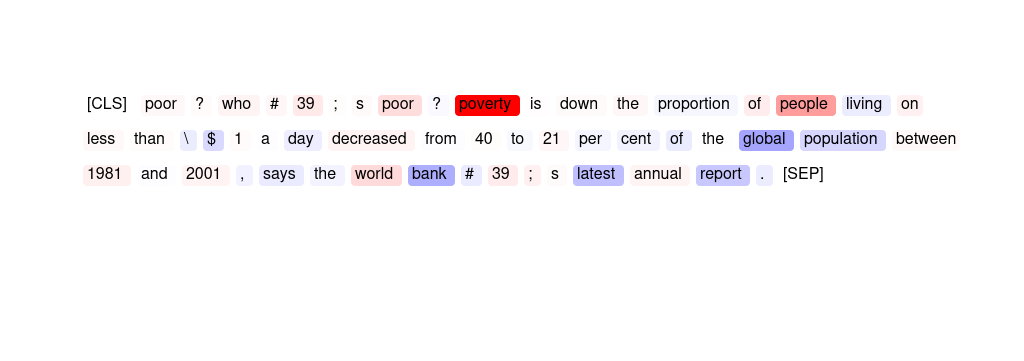 [CLS] poor ? who # 39 ; s poor ? poverty is down the proportion of people living on
less than \ $ 1 a day decreased from 40 to 21 per cent of the global population between
1981 and 2001 , says the world bank # 39 ; s latest annual report . [SEP]